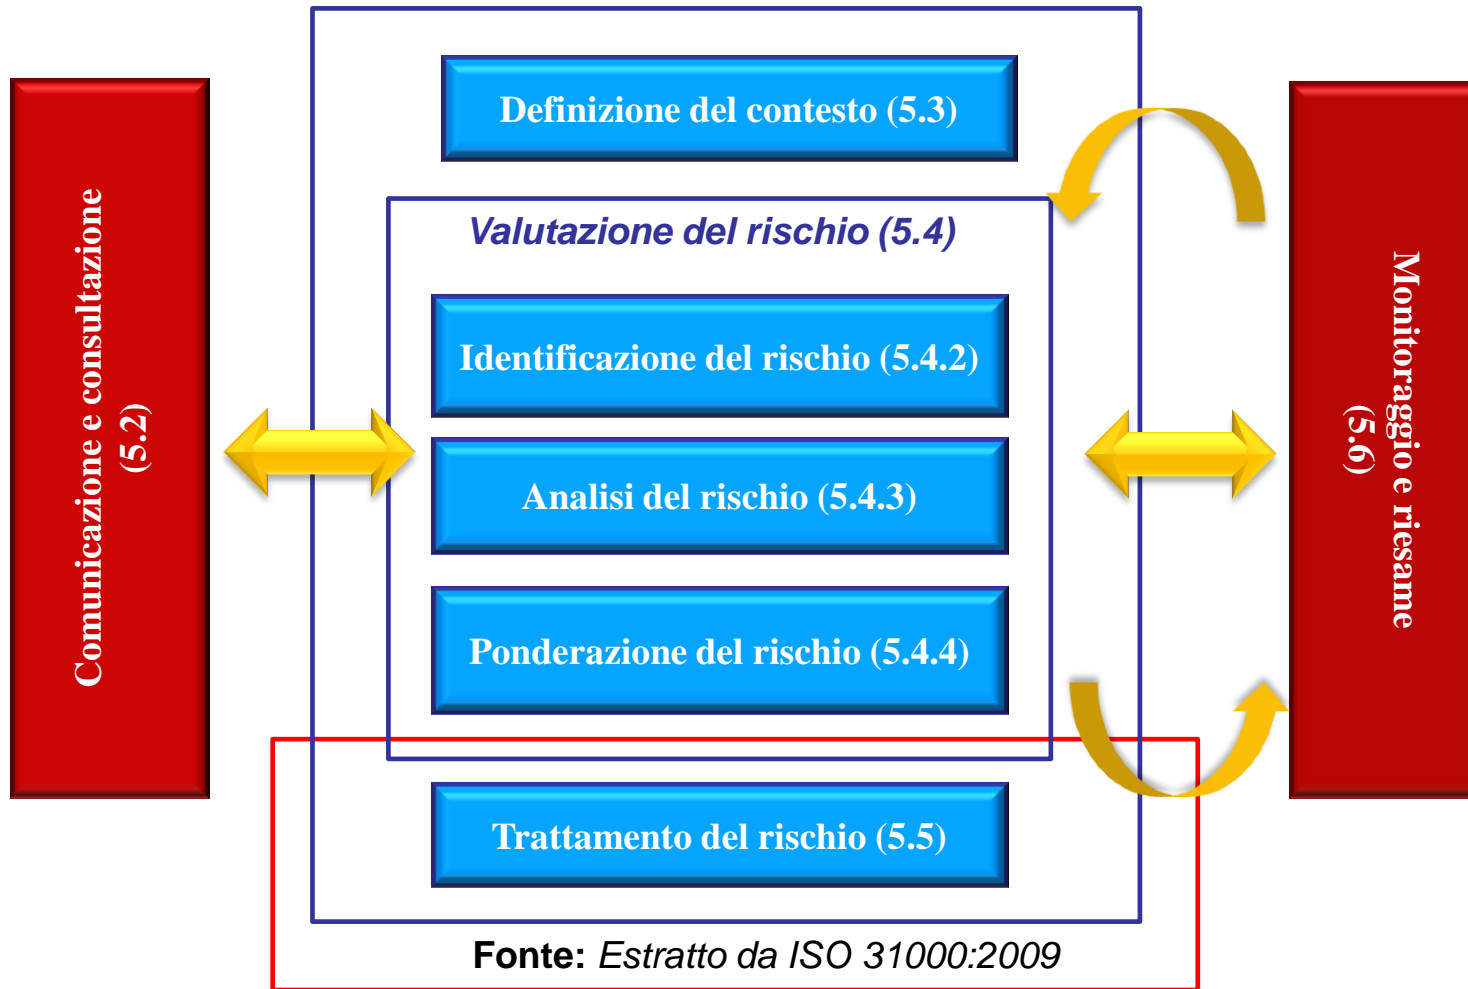 Definizione del contesto (5.3)
Comunicazione e consultazione
(5.2)
Valutazione del rischio (5.4)
Identificazione del rischio (5.4.2)
Analisi del rischio (5.4.3)
Ponderazione del rischio (5.4.4)
Monitoraggio e riesame
(5.6)
Trattamento del rischio (5.5)
Fonte: Estratto da ISO 31000:2009